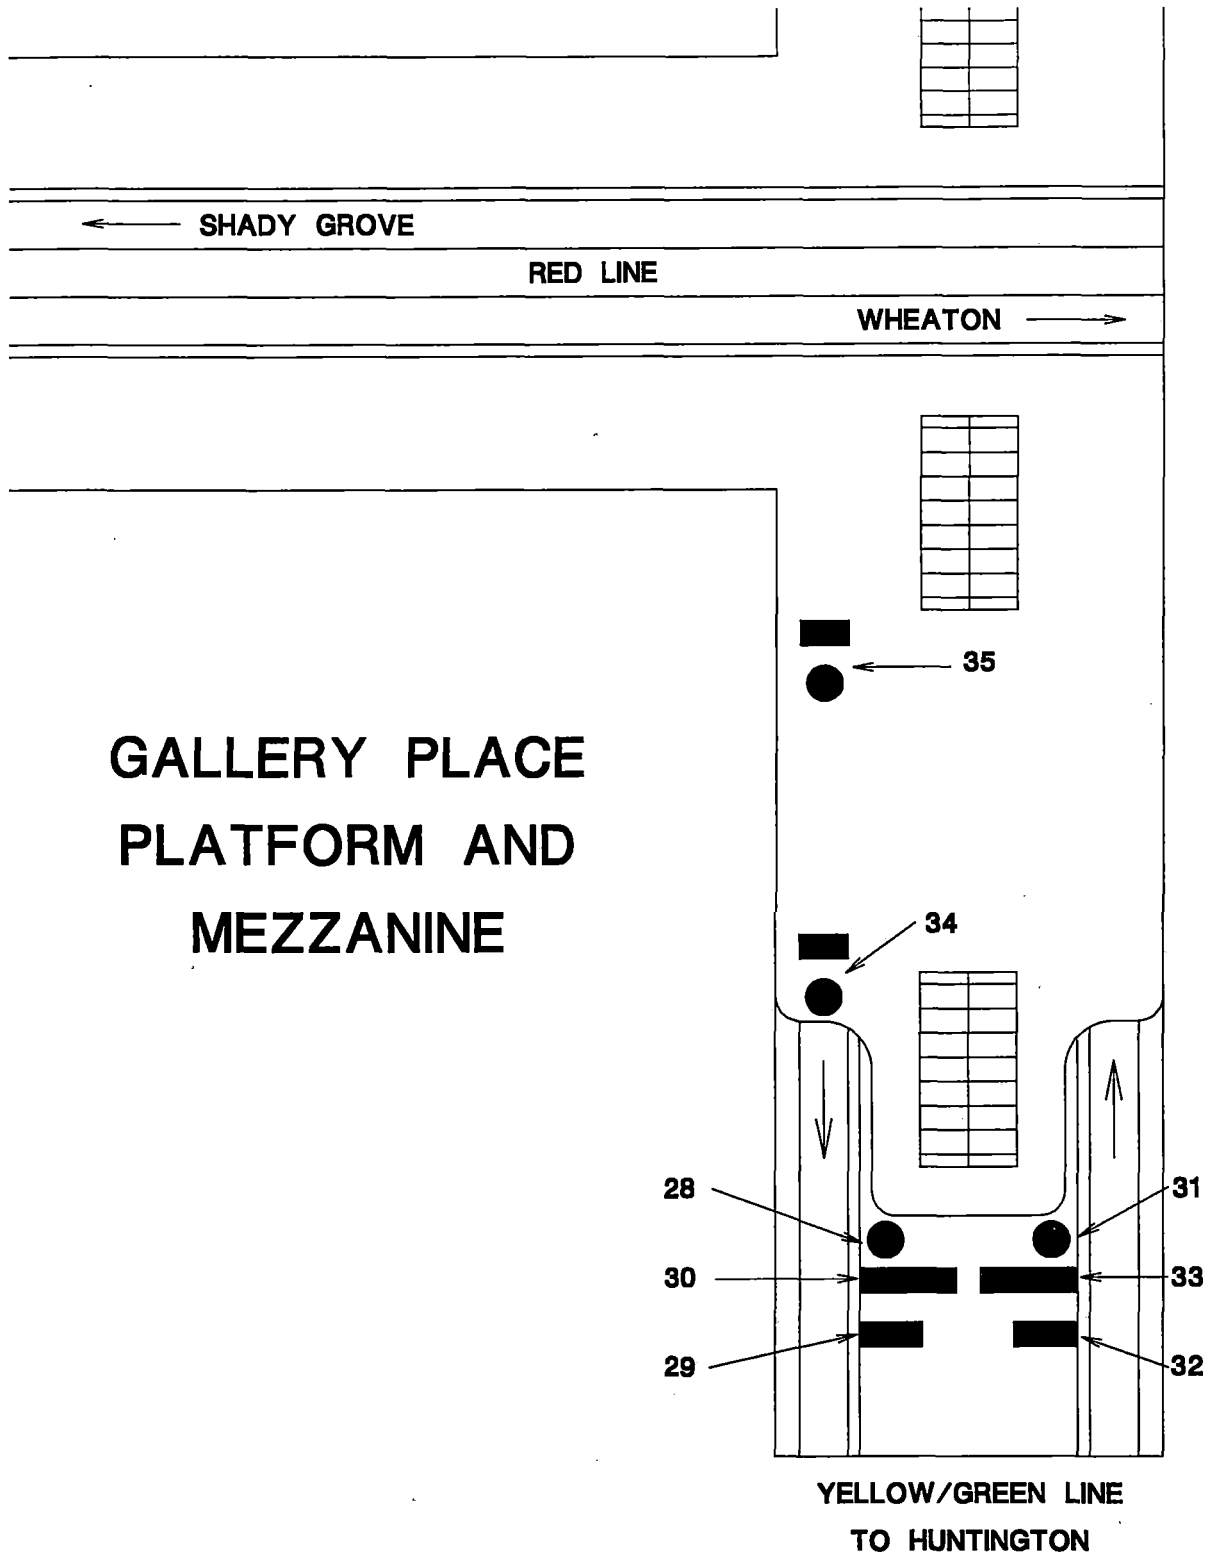 SHADY GROVE
RED LINE
WHEATON
35
GALLERY PLACE
PLATFORM AND
MEZZANINE
34
28
31
30
33
29
32
YELLOW/GREEN LINE
TO HUNTINGTON